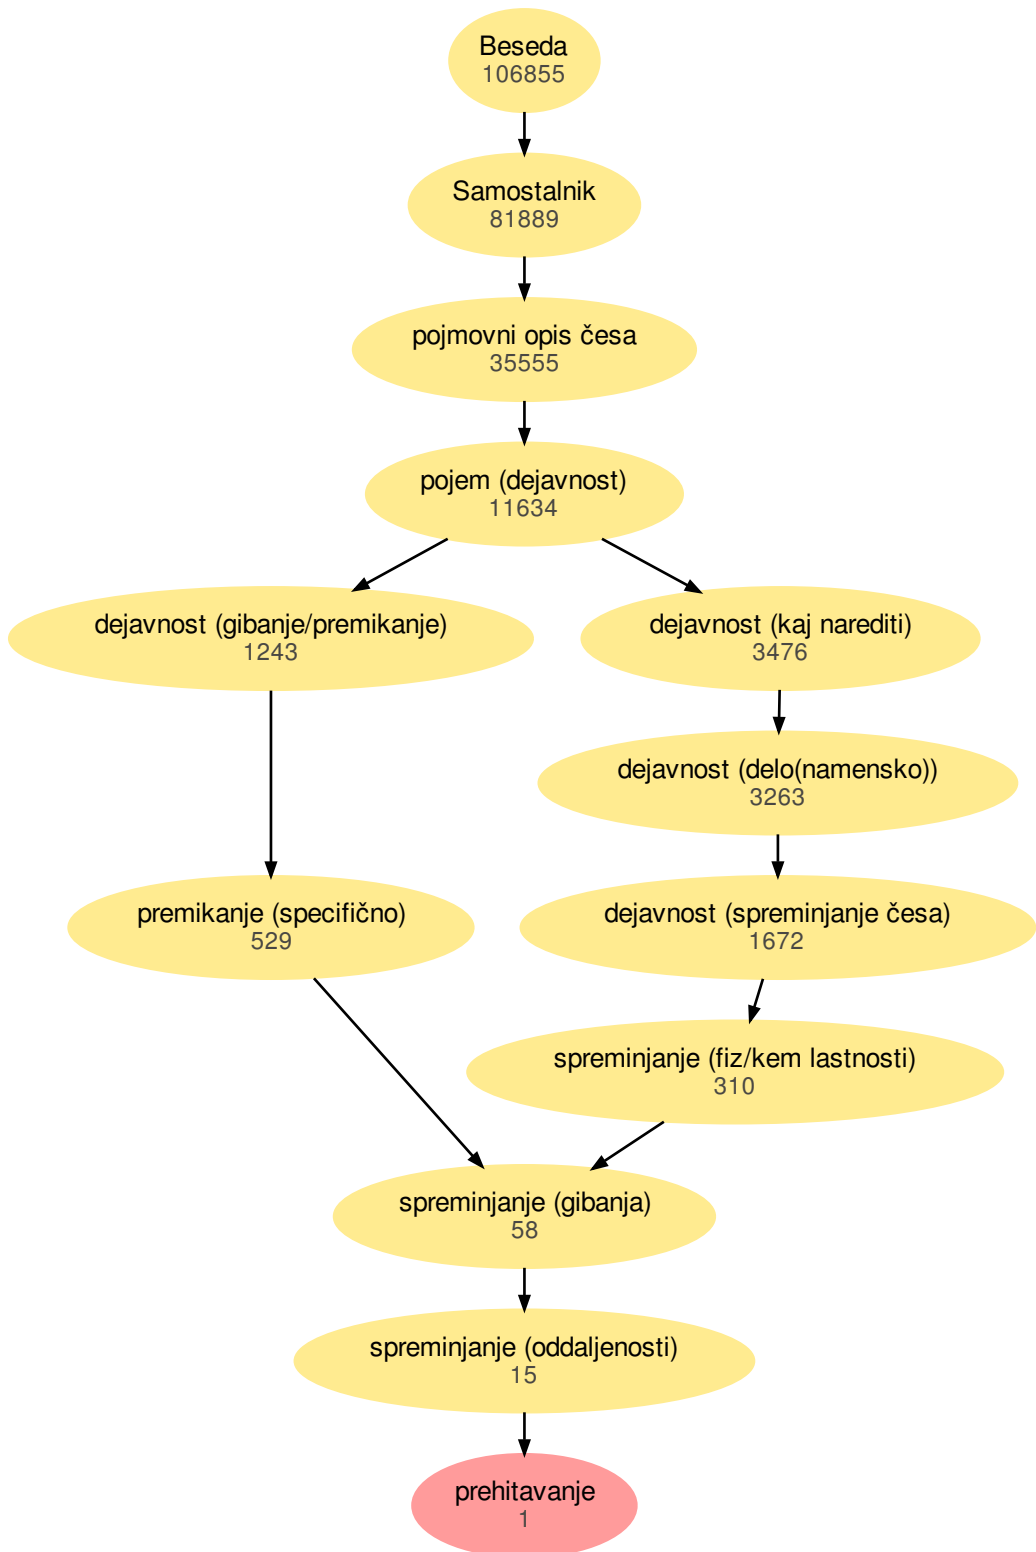 Beseda
106855
Samostalnik
81889
pojmovni opis česa
35555
pojem (dejavnost)
11634
dejavnost (gibanje/premikanje)
1243
dejavnost (kaj narediti)
3476
dejavnost (delo(namensko))
3263
premikanje (specifično)
529
dejavnost (spreminjanje česa)
1672
spreminjanje (fiz/kem lastnosti)
310
spreminjanje (gibanja)
58
spreminjanje (oddaljenosti)
15
prehitavanje
1